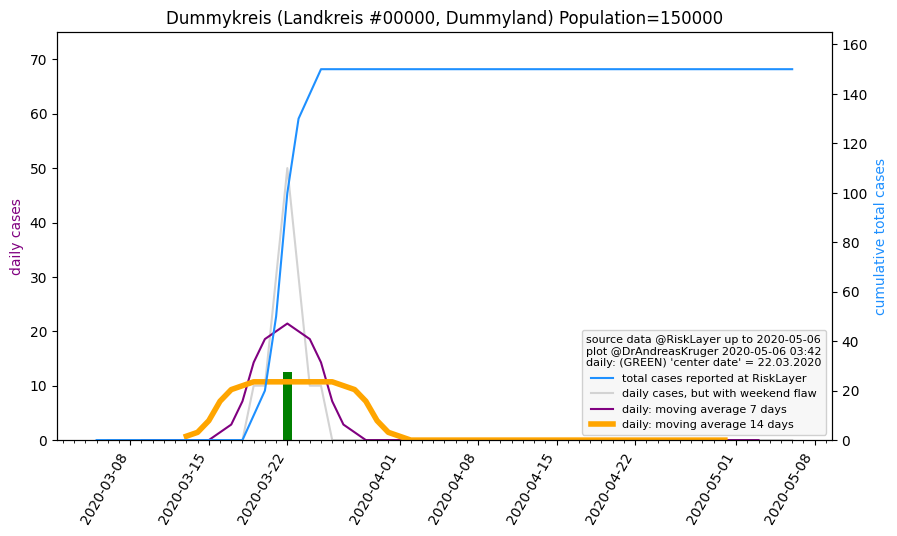 Dummykreis (Landkreis #00000, Dummyland) Population=150000
daily cases
70
60
50
40
30
20
10
0
160
140
120
100
80
60
40
20
0
cumulative total cases
source data @RiskLayer up to 2020-05-06
plot @DrAndreasKruger 2020-05-06 03:42
daily: (GREEN) 'center date' = 22.03.2020
total cases reported at RiskLayer
daily cases, but with weekend flaw
daily: moving average 7 days
daily: moving average 14 days
2020-03-08
2020-03-15
2020-03-22
2020-04-01
2020-04-08
2020-04-15
2020-04-22
2020-05-01
2020-05-08